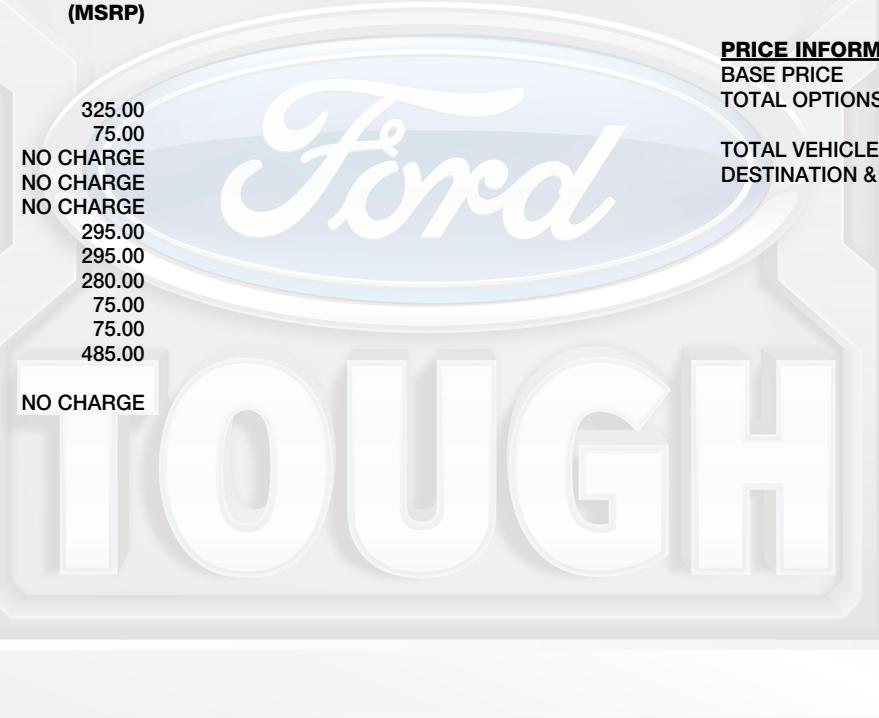 (MSRP)
325.00
75.00
NO CHARGE
NO CHARGE
NO CHARGE
295.00
295.00
280.00
75.00
75.00
485.00
NO CHARGE
PRICE INFORM
BASE PRICE
TOTAL OPTIONS
TOTAL VEHICLE
DESTINATION &
Ford
TOUGH